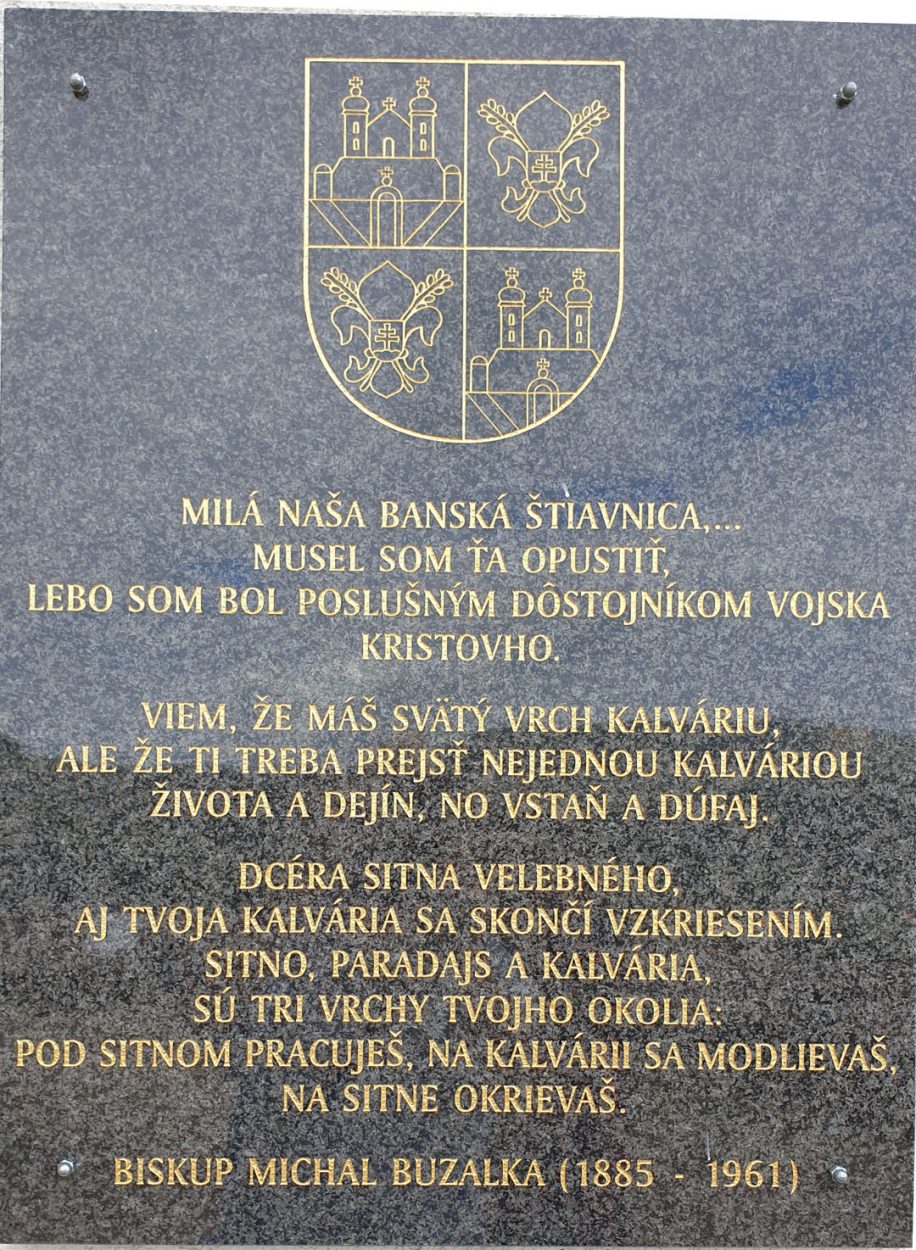 MILÁ NAŠA BANSKÁ ŠTIAVNICA,...
MUSEL SOM ŤA OPUSTIŤ,
LEBO SOM BOL POSLUŠNÝM DÔSTOJNÍKOM VOJSKA
KRISTOVHO.
VIEM, ŽE MÁŠ SVÄTÝ VRCH KALVÁRIU,
ALE ŽE TI TREBA PREJSŤ NEJEDNOU KALVÁRIOU
ŽIVOTA A DEJÍN, NO VSTAŇ A DÚFAJ.
DCÉRA SITNA VELEBNÉHO,
AJ TVOJA KALVÁRIA SA SKONČÍ VZKRIESENÍM.
SITNO, PARADAJS A KALVÁRIA,
SÚ TRI VRCHY TVOJHO OKOLIA:
POD SITNOM PRACUJEŠ, NA KALVÁRII SA MODLIEVAŠ,
NA SITNE OKRIEVAŠ.
BISKUP MICHAL BUZALKA (1885 - 1961)